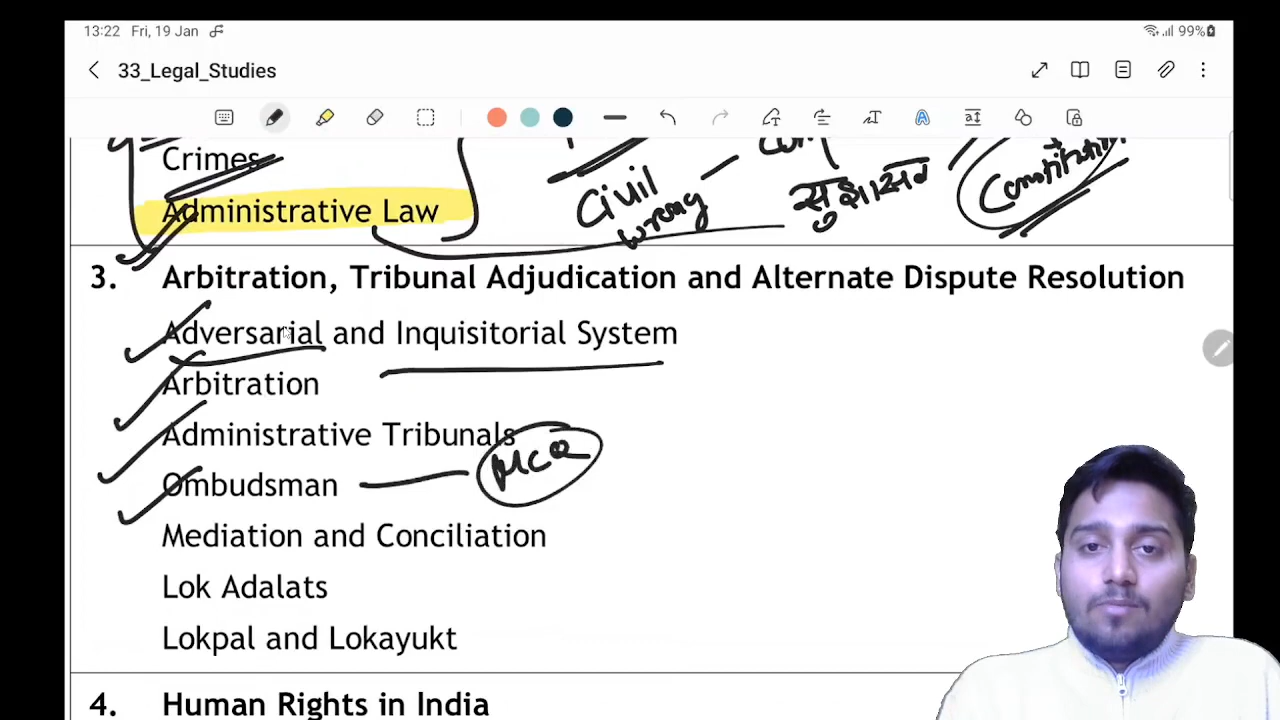 13:22 Fri, 19 Jan 99%
33_Legal_Studies
Crimes
Administrative Law
Civil
wrong
Constitution
3. Arbitration, Tribunal Adjudication and Alternate Dispute Resolution
Adversarial and Inquisitorial System
Arbitration
Administrative Tribunals
MCQ
Ombudsman
Mediation and Conciliation
Lok Adalats
Lokpal and Lokayukt
4. Human Rights in India